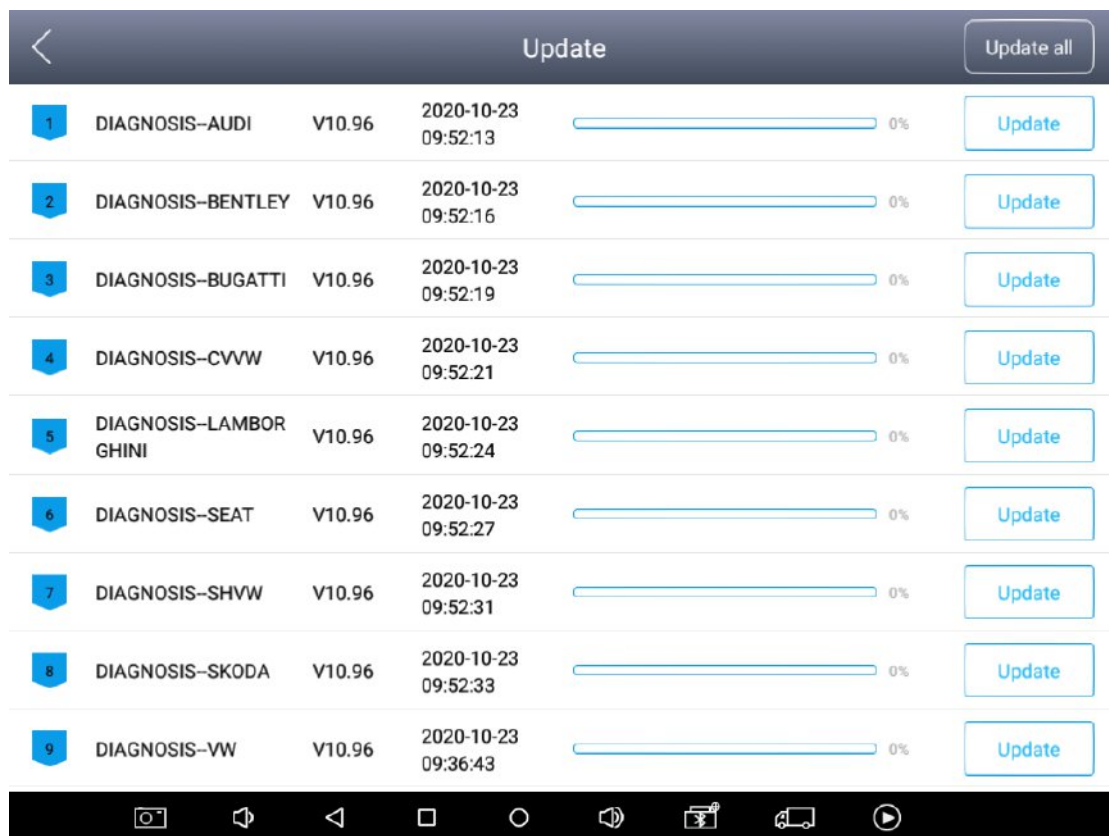 Update
Update all
1 DIAGNOSIS--AUDI V10.96 2020-10-23 0% Update
09:52:13
2 DIAGNOSIS--BENTLEY V10.96 2020-10-23 0% Update
09:52:16
3 DIAGNOSIS--BUGATTI V10.96 2020-10-23 0% Update
09:52:19
4 DIAGNOSIS--CVVW V10.96 2020-10-23 0% Update
09:52:21
5 DIAGNOSIS--LAMBOR V10.96 2020-10-23 0% Update
GHINI 09:52:24
6 DIAGNOSIS--SEAT V10.96 2020-10-23 0% Update
09:52:27
7 DIAGNOSIS--SHVW V10.96 2020-10-23 0% Update
09:52:31
8 DIAGNOSIS--SKODA V10.96 2020-10-23 0% Update
09:52:33
9 DIAGNOSIS--VW V10.96 2020-10-23 0% Update
09:36:43